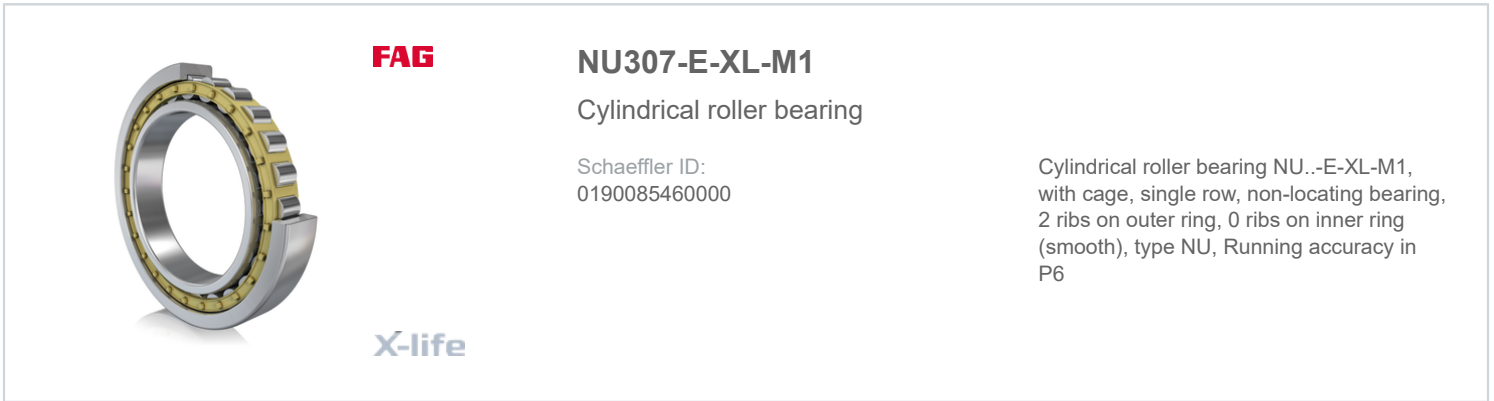 FAG
NU307-E-XL-M1
Cylindrical roller bearing
Schaeffler ID:
0190085460000
Cylindrical roller bearing NU..-E-XL-M1,
with cage, single row, non-locating bearing,
2 ribs on outer ring, 0 ribs on inner ring
(smooth), type NU, Running accuracy in
P6
X-life